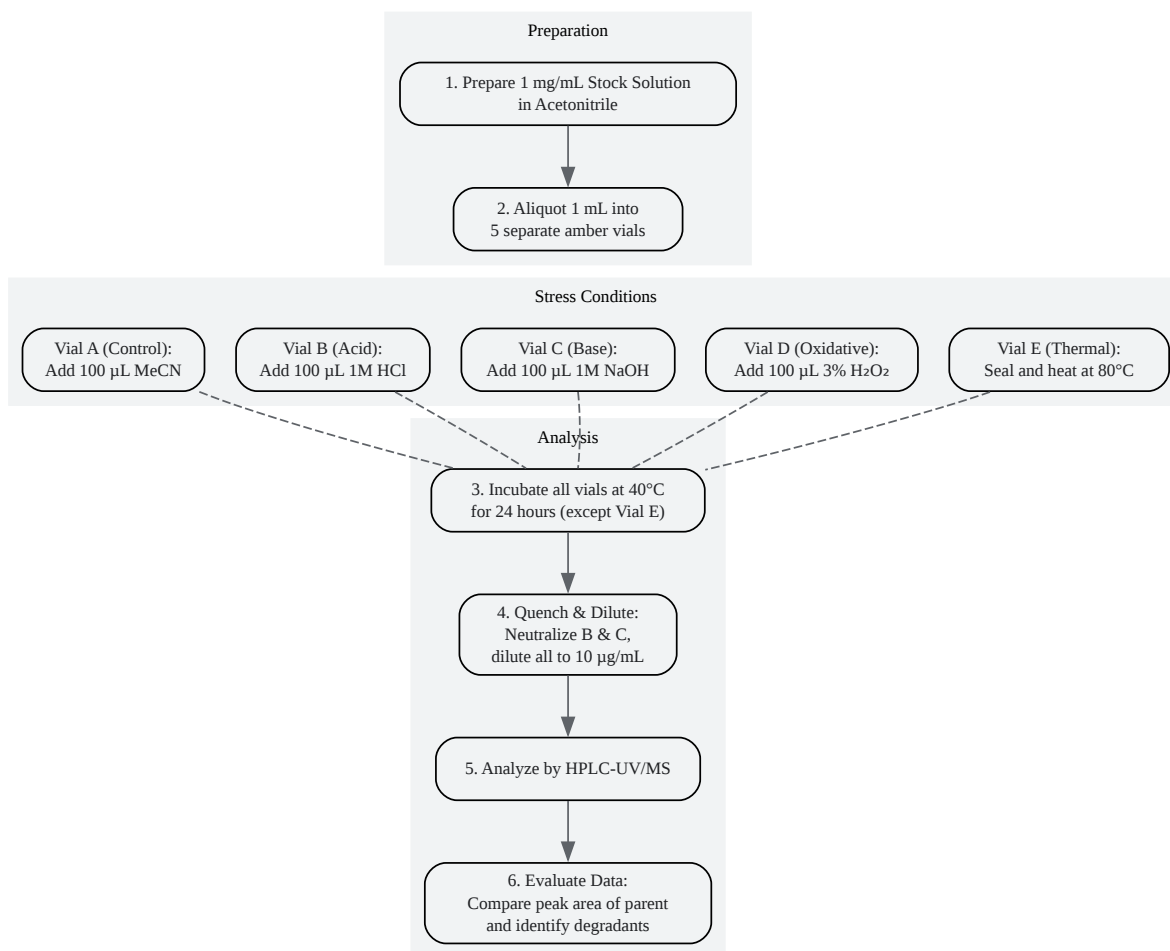 Preparation
1. Prepare 1 mg/mL Stock Solution
in Acetonitrile
2. Aliquot 1 mL into
5 separate amber vials
Stress Conditions
Vial A (Control):
Add 100 µL MeCN
Vial B (Acid):
Add 100 µL 1M HCl
Vial C (Base):
Add 100 µL 1M NaOH
Vial D (Oxidative):
Add 100 µL 3% H₂O₂
Vial E (Thermal):
Seal and heat at 80°C
Analysis
3. Incubate all vials at 40°C
for 24 hours (except Vial E)
4. Quench & Dilute:
Neutralize B & C,
dilute all to 10 µg/mL
5. Analyze by HPLC-UV/MS
6. Evaluate Data:
Compare peak area of parent
and identify degradants